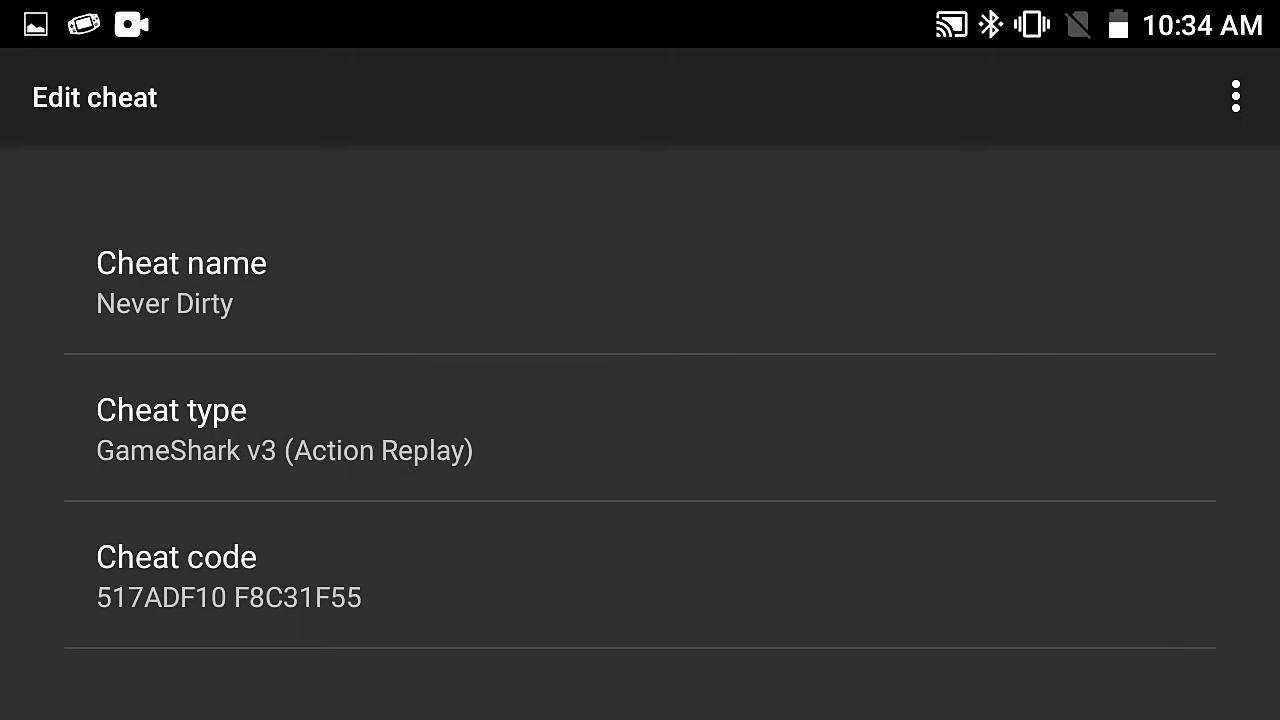 10:34 AM
Edit cheat
Cheat name
Never Dirty
Cheat type
GameShark v3 (Action Replay)
Cheat code
517ADF10 F8C31F55